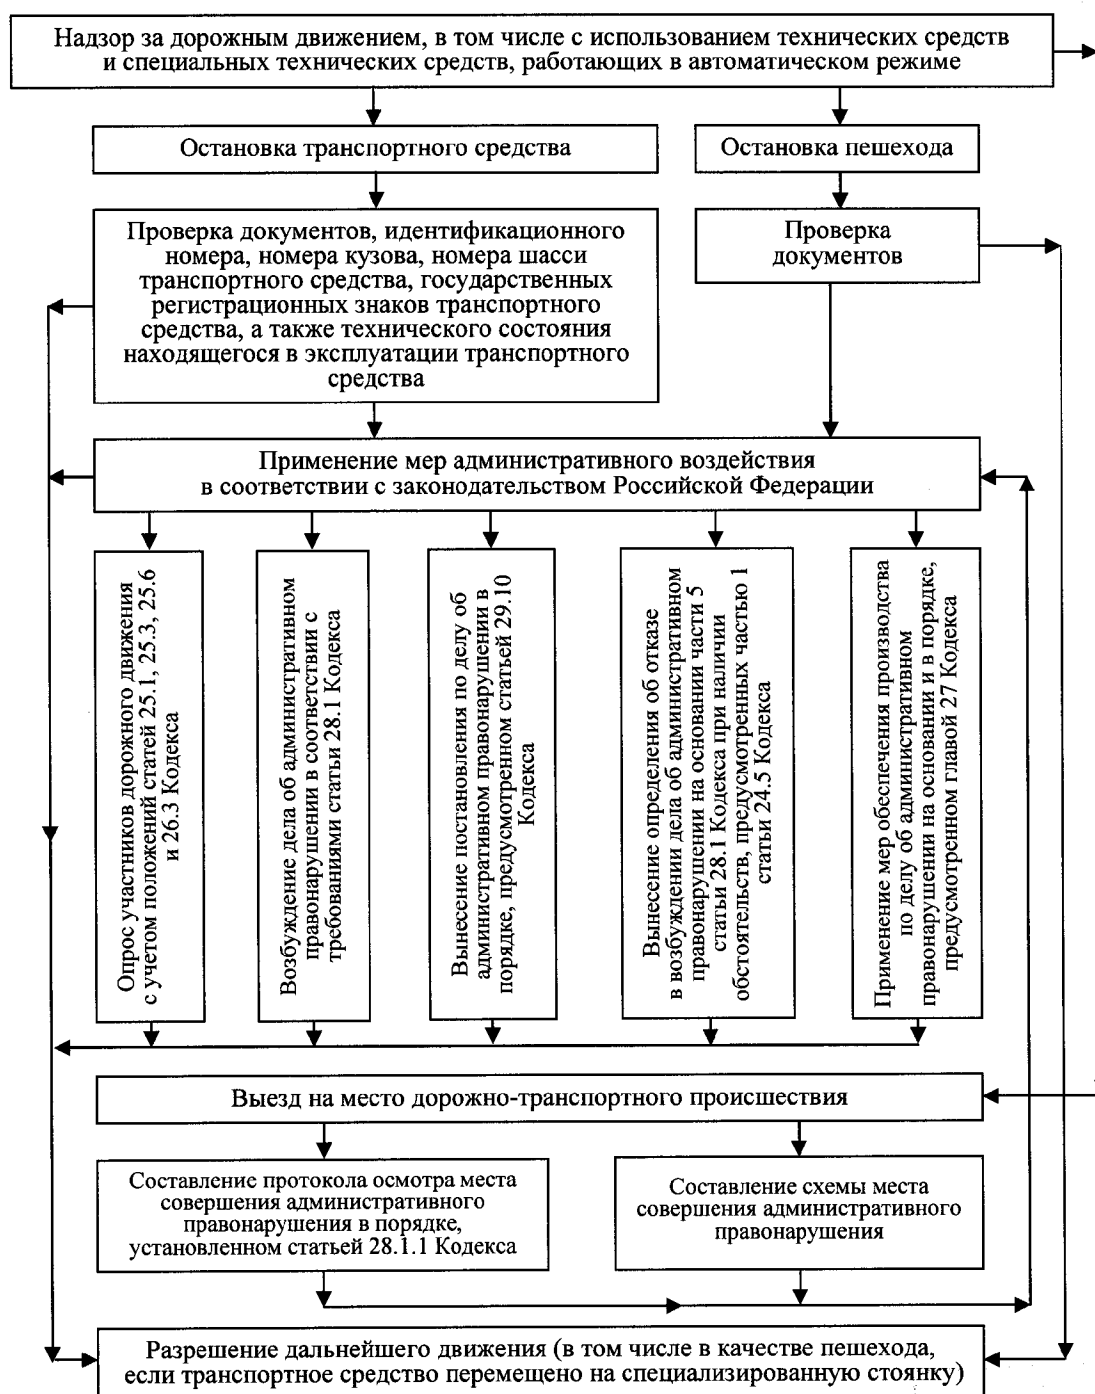 Надзор за дорожным движением, в том числе с использованием технических средств
и специальных технических средств, работающих в автоматическом режиме
Остановка транспортного средства
Остановка пешехода
Проверка документов, идентификационного
номера, номера кузова, номера шасси
транспортного средства, государственных
регистрационных знаков транспортного
средства, а также технического состояния
находящегося в эксплуатации транспортного
средства
Проверка
документов
Применение мер административного воздействия
в соответствии с законодательством Российской Федерации
Опрос участников дорожного движения
с учетом положений статей 25.1, 25.3, 25.6
и 26.3 Кодекса
Возбуждение дела об административном
правонарушении в соответствии с
требованиями статьи 28.1 Кодекса
Вынесение постановления по делу об
административном правонарушении в
порядке, предусмотренном статьей 29.10
Кодекса
Вынесение определения об отказе
в возбуждении дела об административном
правонарушении на основании части 5
статьи 28.1 Кодекса при наличии
обстоятельств, предусмотренных частью 1
статьи 24.5 Кодекса
Применение мер обеспечения производства
по делу об административном
правонарушении на основании и в порядке,
предусмотренном главой 27 Кодекса
Выезд на место дорожно-транспортного происшествия
Составление протокола осмотра места
совершения административного
правонарушения в порядке,
установленном статьей 28.1.1 Кодекса
Составление схемы места
совершения административного
правонарушения
Разрешение дальнейшего движения (в том числе в качестве пешехода,
если транспортное средство перемещено на специализированную стоянку)